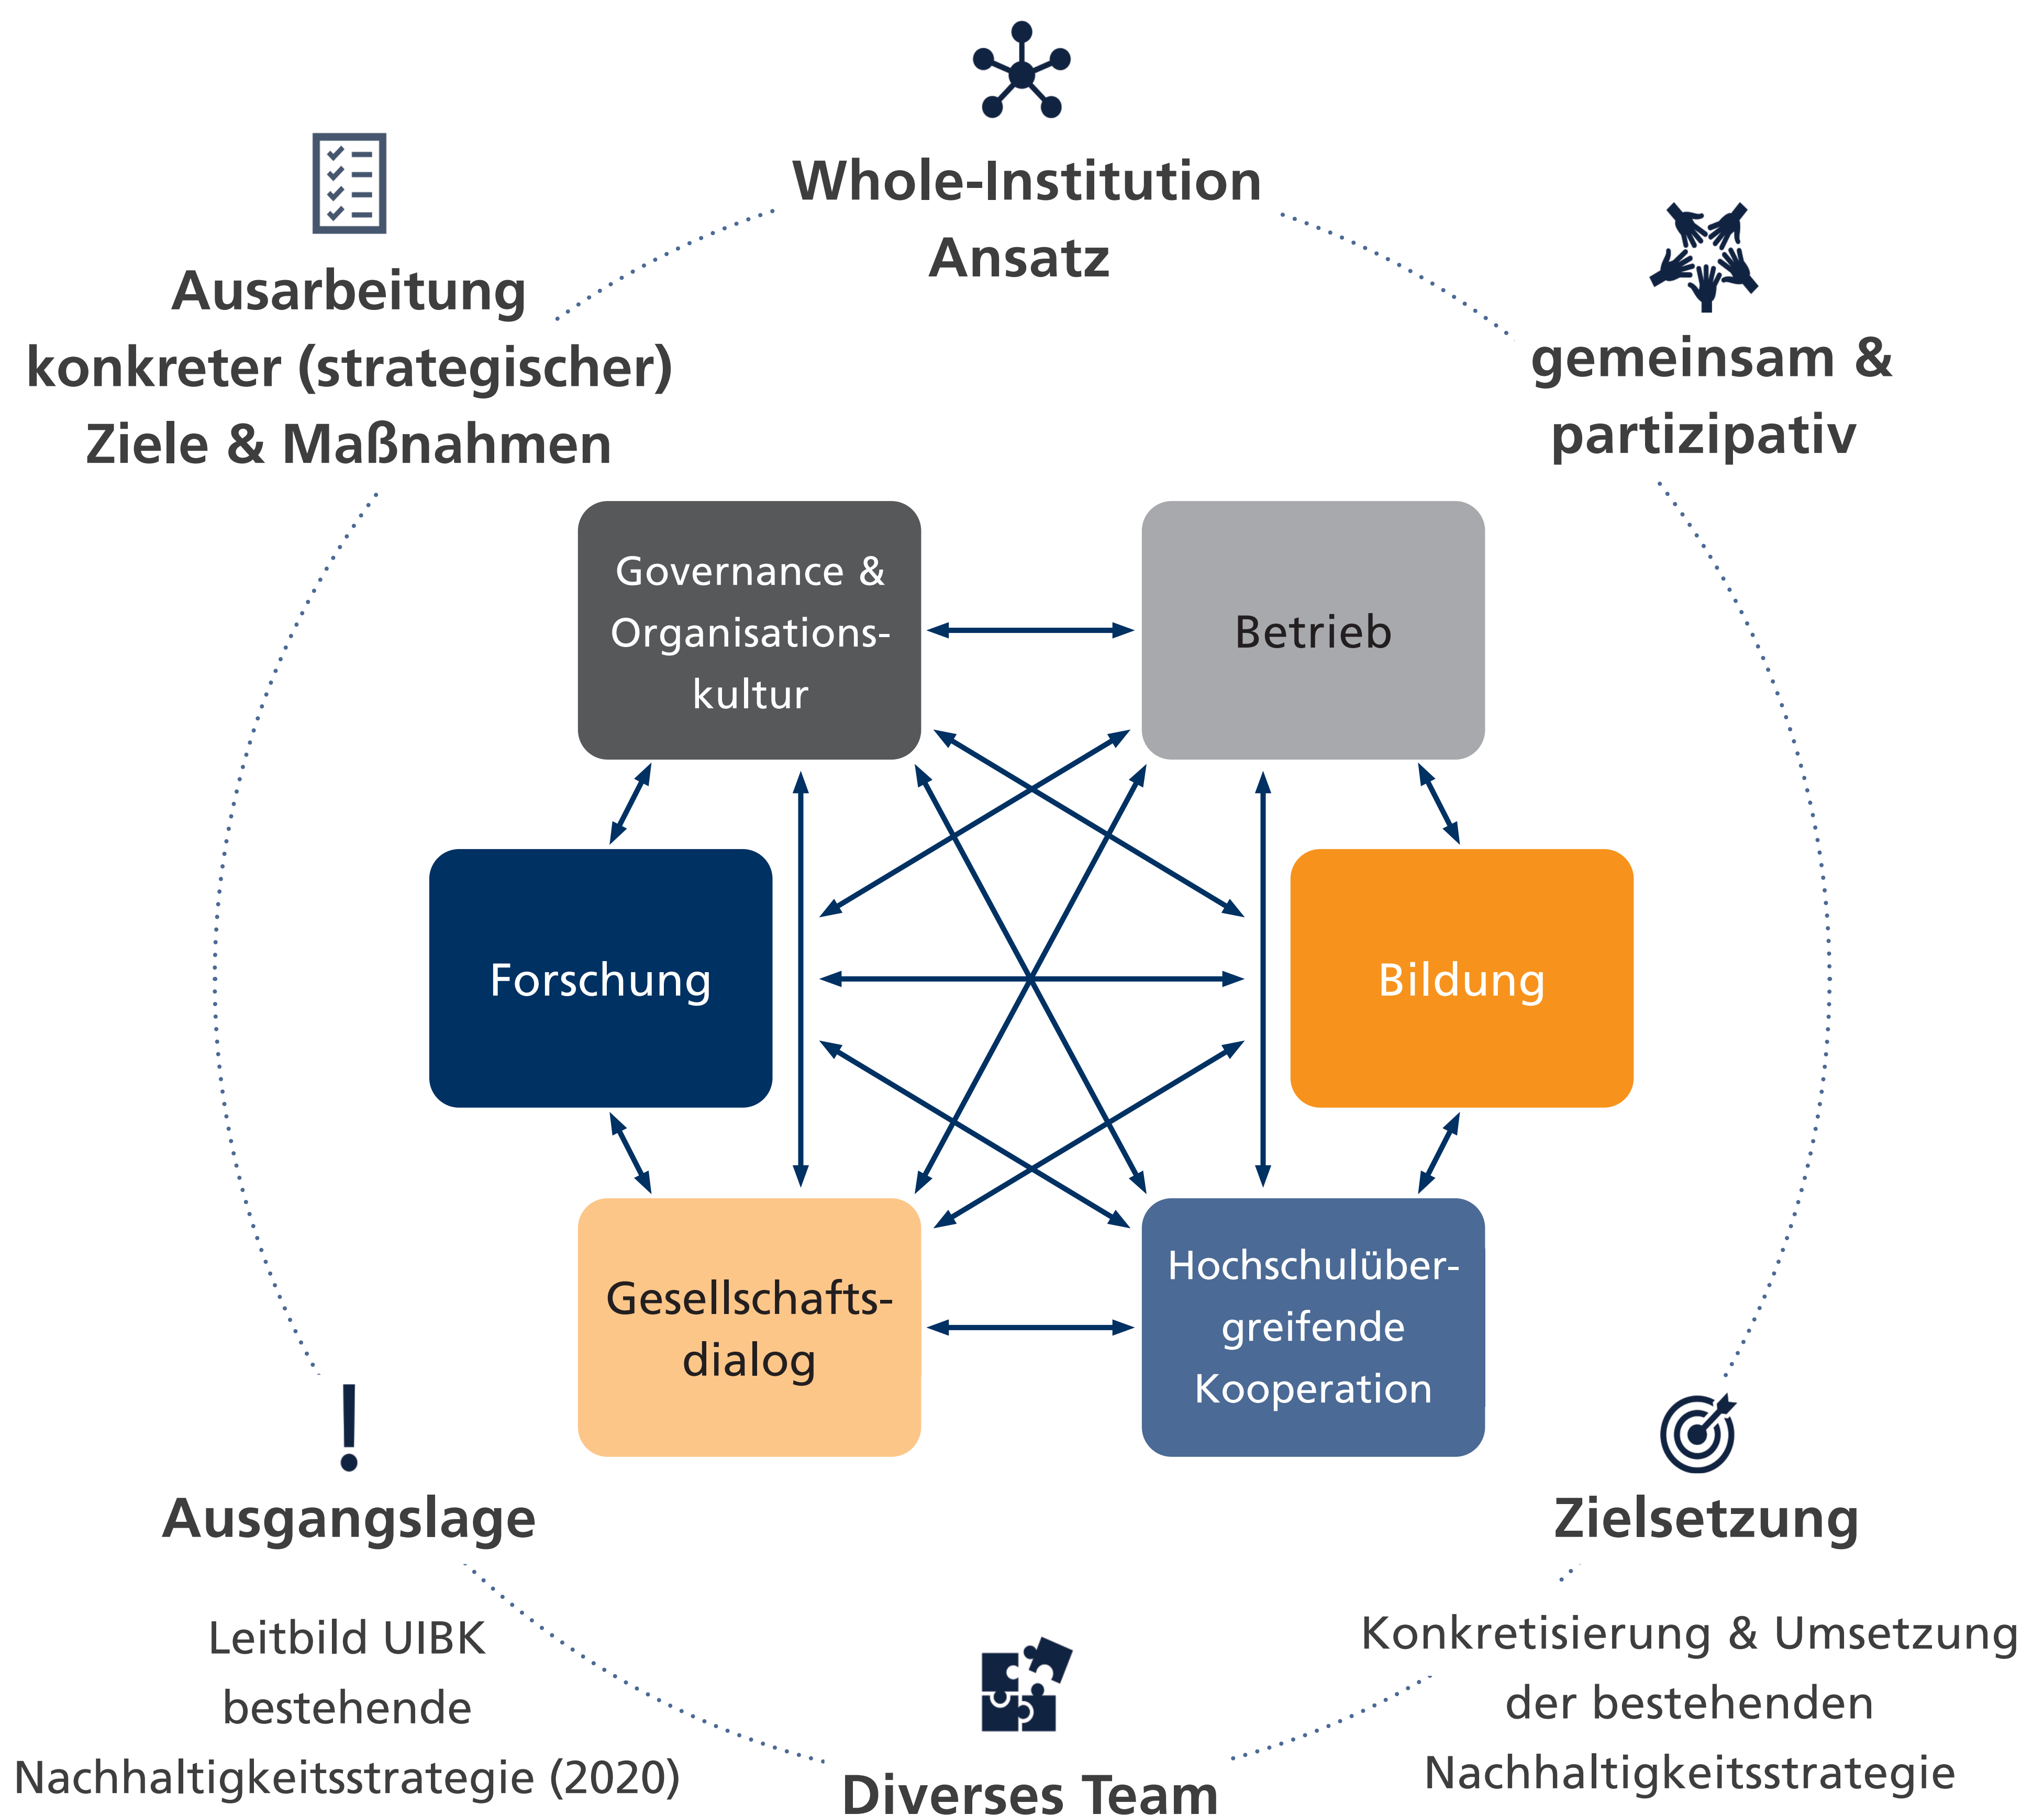 Whole-Institution
Ansatz
Ausarbeitung
konkreter (strategischer)
Ziele & Maßnahmen
gemeinsam &
partizipativ
Governance &
Organisations-
kultur
Betrieb
Forschung
Bildung
Gesellschafts-
dialog
Hochschulüber-
greifende
Kooperation
Ausgangslage
Leitbild UIBK
bestehende
Nachhaltigkeitsstrategie (2020)
Zielsetzung
Konkretisierung & Umsetzung
der bestehenden
Nachhaltigkeitsstrategie
Diverses Team